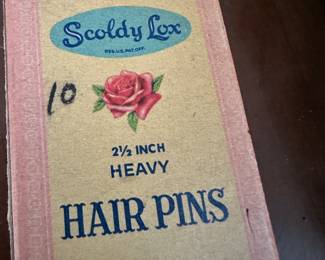 Scoldy Lox
REG. U.S. PAT. OFF.
10
2½ INCH
HEAVY
HAIR PINS